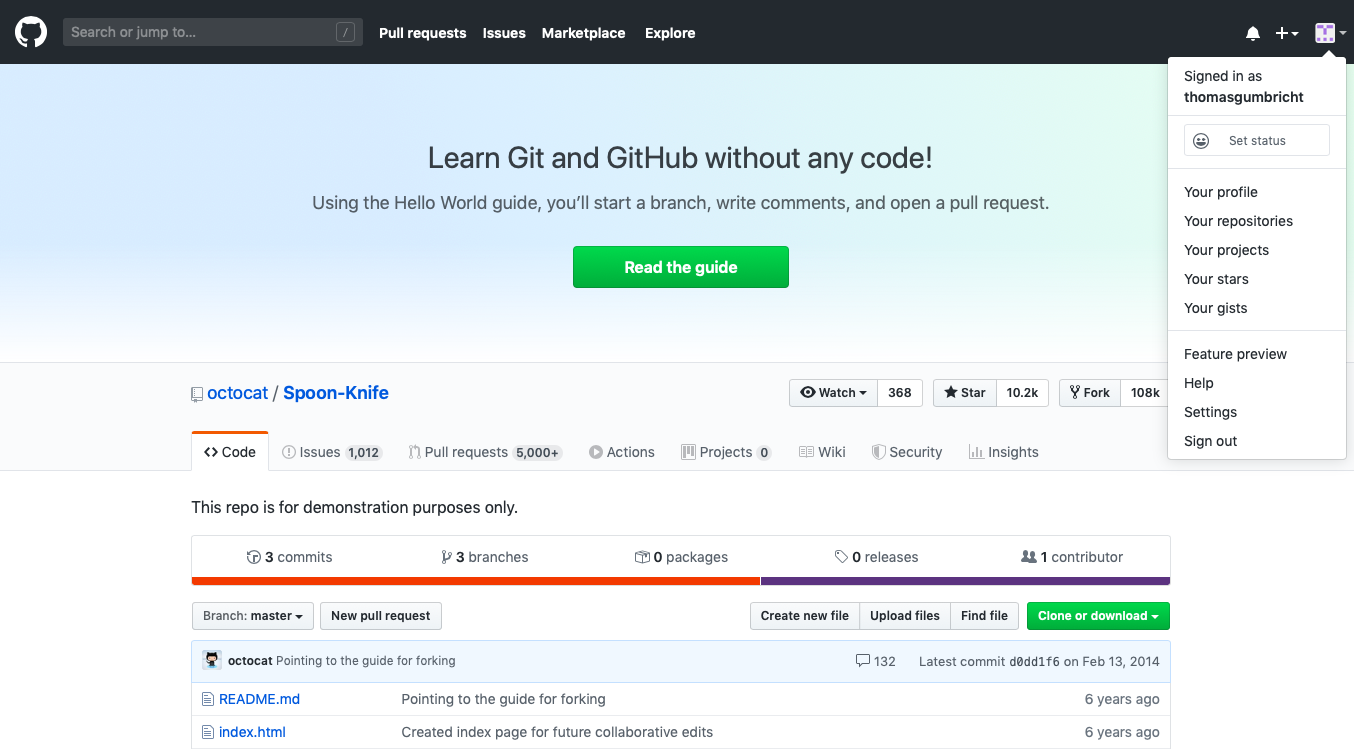 Search or jump to... /
Pull requests Issues Marketplace Explore
Signed in as
thomasgumbricht
Set status
Your profile
Your repositories
Your projects
Your stars
Your gists
Feature preview
Help
Settings
Sign out
Learn Git and GitHub without any code!
Using the Hello World guide, you’ll start a branch, write comments, and open a pull request.
Read the guide
octocat / Spoon-Knife
Watch 368 Star 10.2k Fork 108k
Code Issues 1,012 Pull requests 5,000+ Actions Projects 0 Wiki Security Insights
This repo is for demonstration purposes only.
3 commits 3 branches 0 packages 0 releases 1 contributor
Branch: master New pull request Create new file Upload files Find file Clone or download
octocat Pointing to the guide for forking 132 Latest commit d0dd1f6 on Feb 13, 2014
README.md Pointing to the guide for forking 6 years ago
index.html Created index page for future collaborative edits 6 years ago